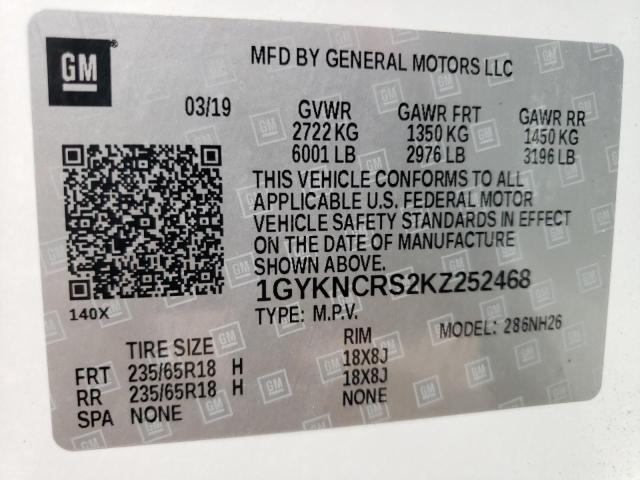 GM
MFD BY GENERAL MOTORS LLC
03/19 GVWR GAWR FRT GAWR RR
2722 KG 1350 KG 1450 KG
6001 LB 2976 LB 3196 LB
THIS VEHICLE CONFORMS TO ALL
APPLICABLE U.S. FEDERAL MOTOR
VEHICLE SAFETY STANDARDS IN EFFECT
ON THE DATE OF MANUFACTURE
SHOWN ABOVE.
1GYKNCRS2KZ252468
140X
TYPE: M.P.V. MODEL: 286NH26
TIRE SIZE RIM
FRT 235/65R18 H 18X8J
RR 235/65R18 H 18X8J
SPA NONE NONE